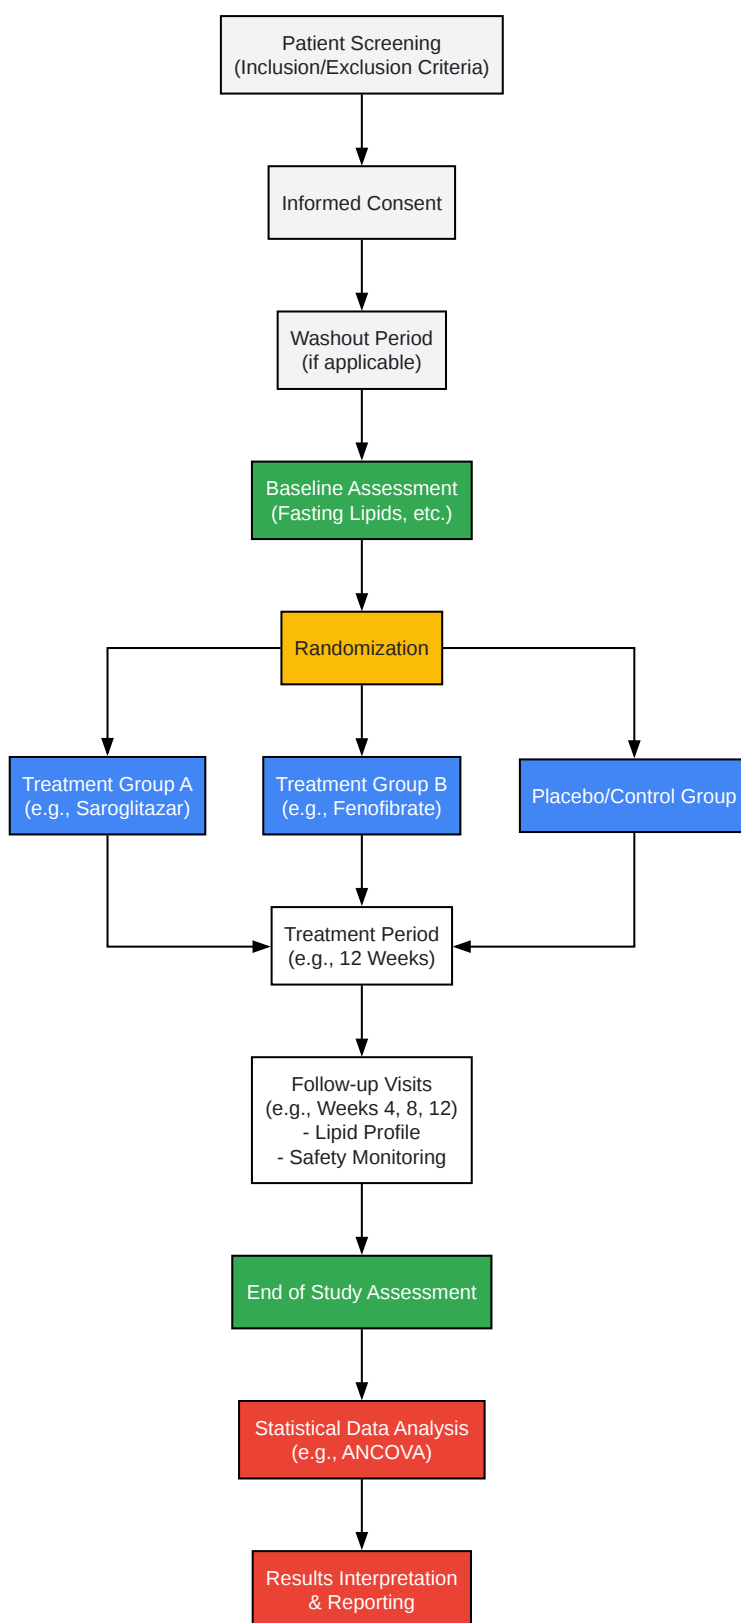 Patient Screening
(Inclusion/Exclusion Criteria)
Informed Consent
Washout Period
(if applicable)
Baseline Assessment
(Fasting Lipids, etc.)
Randomization
Treatment Group A
(e.g., Saroglitazar)
Treatment Group B
(e.g., Fenofibrate)
Placebo/Control Group
Treatment Period
(e.g., 12 Weeks)
Follow-up Visits
(e.g., Weeks 4, 8, 12)
- Lipid Profile
- Safety Monitoring
End of Study Assessment
Statistical Data Analysis
(e.g., ANCOVA)
Results Interpretation
& Reporting